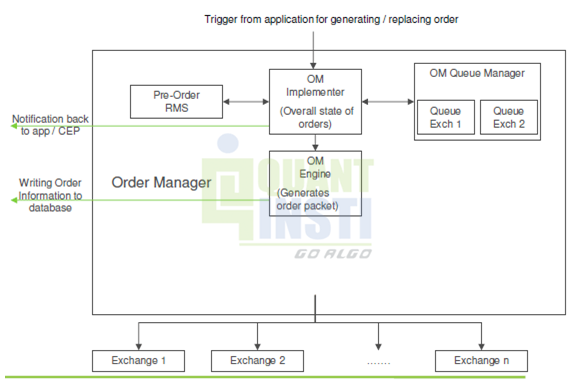 Trigger from application for generating / replacing order
OM
Implementer
(Overall state of
orders)
Pre-Order
RMS
OM Queue Manager
Queue
Exch 1
Queue
Exch 2
Notification back
to app / CEP
OM
Engine
(Generates
order packet)
Writing Order
Information to
database
Order Manager
QUANT
INSTI
GO ALGO
Exchange 1
Exchange 2
.......
Exchange n